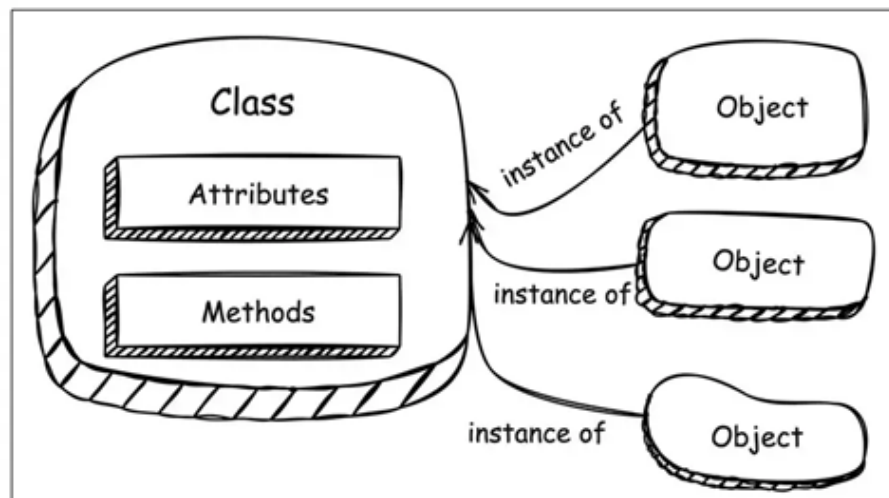 Class
Attributes
Methods
instance of
Object
instance of
Object
instance of
Object